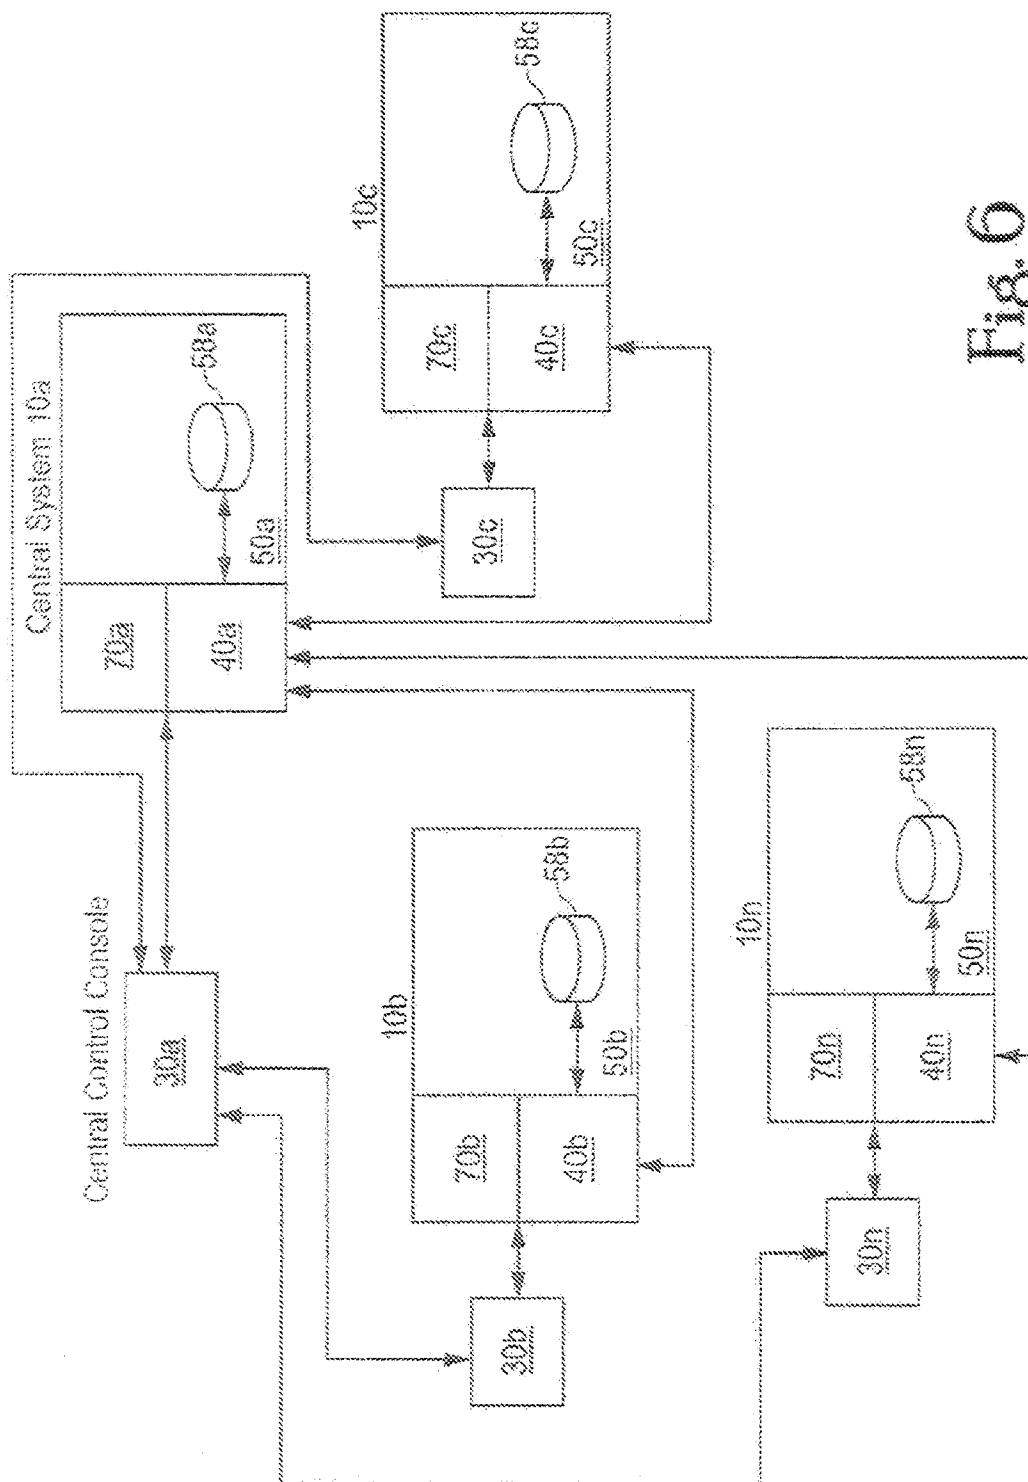 Central Control Console
30a
Central System 10a
70a
40a
50a
58a
30b
10b
70b
40b
50b
58b
30c
10c
70c
40c
50c
58c
30n
10n
70n
40n
50n
58n
Fig. 6